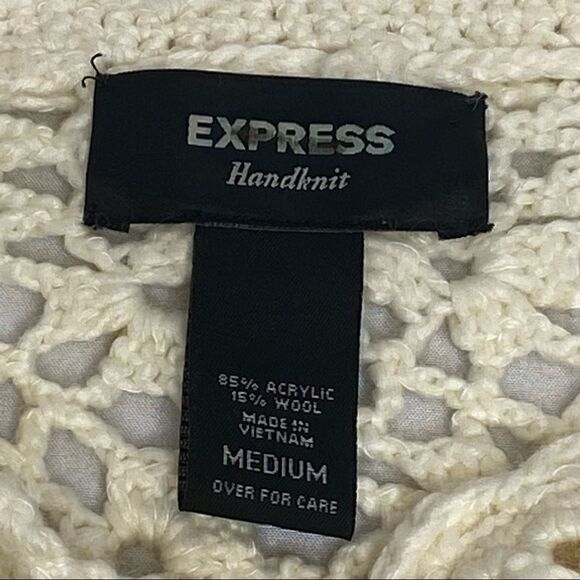 EXPRESS
Handknit
85% ACRYLIC
15% WOOL
MADE IN
VIETNAM
MEDIUM
OVER FOR CARE